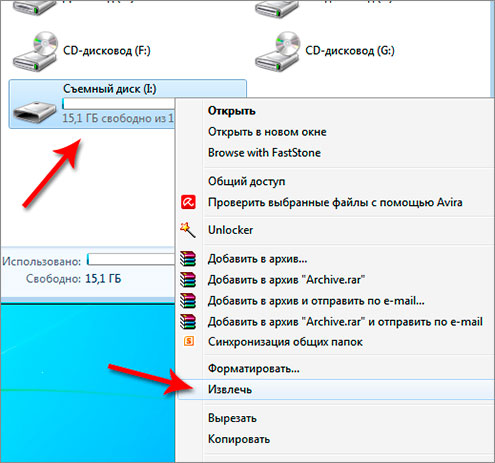 CD-дисковод (F:)
CD-дисковод (G:)
Съемный диск (I:)
15,1 ГБ свободно из 1
Открыть
Открыть в новом окне
Browse with FastStone
Общий доступ
Проверить выбранные файлы с помощью Avira
Unlocker
Добавить в архив...
Добавить в архив "Archive.rar"
Добавить в архив и отправить по e-mail...
Добавить в архив "Archive.rar" и отправить по e-mail
Синхронизация общих папок
Форматировать...
Извлечь
Вырезать
Копировать
Использовано:
Свободно: 15,1 ГБ